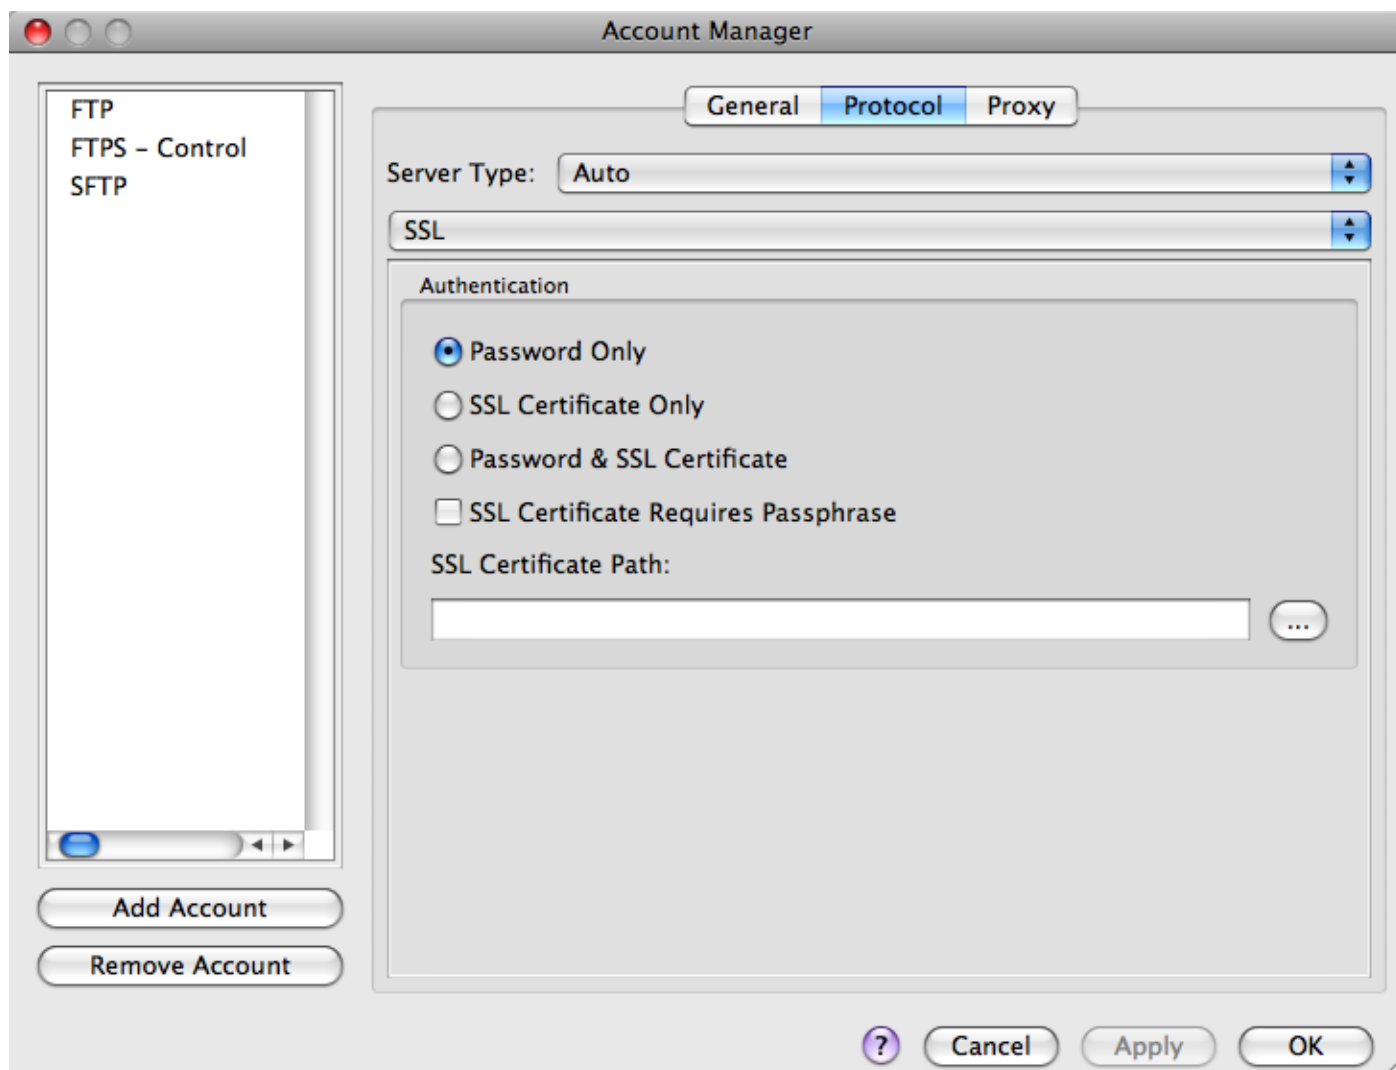 Account Manager
FTP
FTPS – Control
SFTP
Add Account
Remove Account
General Protocol Proxy
Server Type: Auto
SSL
Authentication
Password Only
SSL Certificate Only
Password & SSL Certificate
SSL Certificate Requires Passphrase
SSL Certificate Path:
...
? Cancel Apply OK